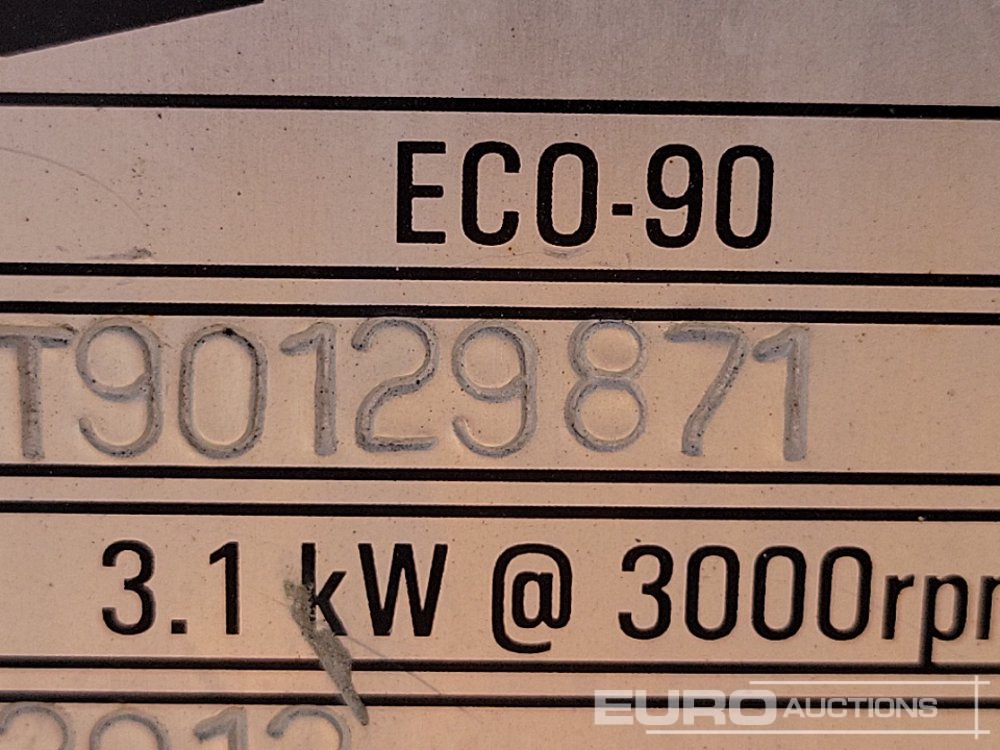 ECO-90
T90129871
3.1 kW @ 3000rpm
EURO AUCTIONS